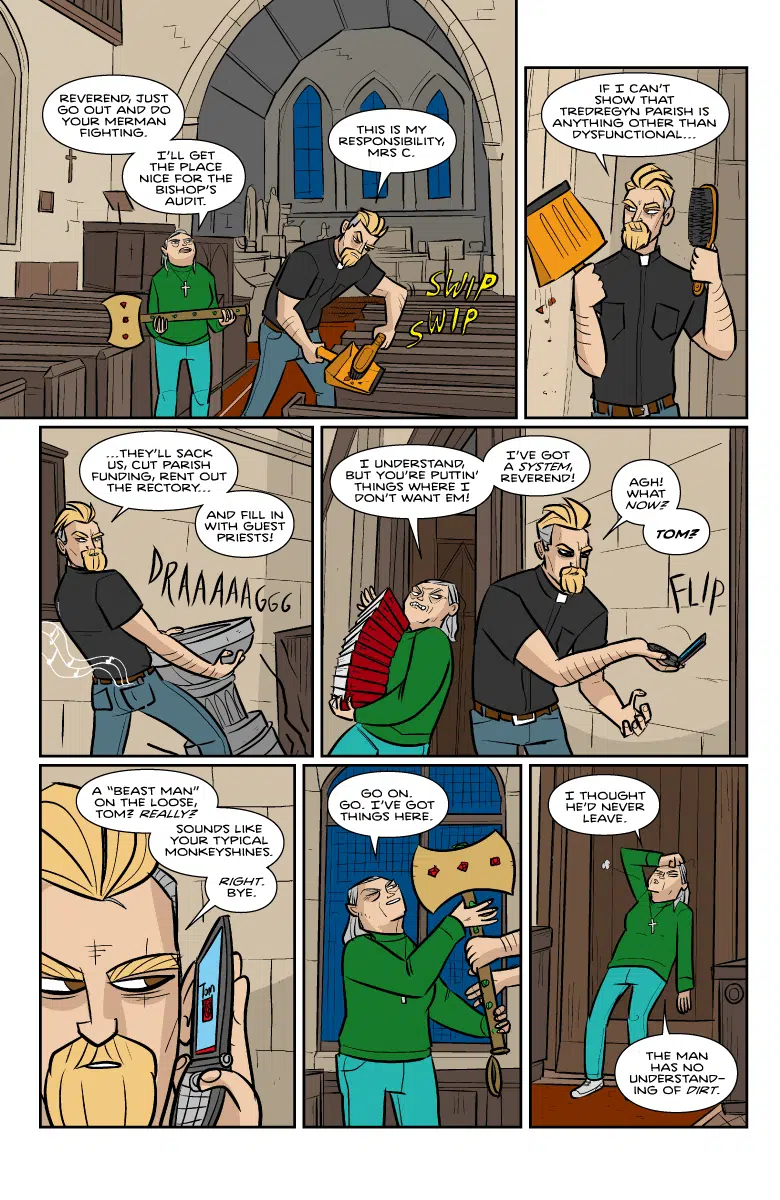 REVEREND, JUST
GO OUT AND DO
YOUR MERMAN
FIGHTING.
I'LL GET
THE PLACE
NICE FOR THE
BISHOP'S
AUDIT.
THIS IS MY
RESPONSIBILITY,
MRS C.
SWIP
SWIP
IF I CAN'T
SHOW THAT
TREDREGYN PARISH IS
ANYTHING OTHER THAN
DYSFUNCTIONAL...
...THEY'LL SACK
US, CUT PARISH
FUNDING, RENT OUT
THE RECTORY...
AND FILL IN
WITH GUEST
PRIESTS!
DRAAAAAGGG
I UNDERSTAND,
BUT YOU'RE PUTTIN'
THINGS WHERE I
DON'T WANT EM!
I'VE GOT
A SYSTEM,
REVEREND!
AGH!
WHAT
NOW?
TOM?
FLIP
A "BEAST MAN"
ON THE LOOSE,
TOM? REALLY?
SOUNDS LIKE
YOUR TYPICAL
MONKEYSHINES.
RIGHT.
BYE.
Tom
GO ON.
GO. I'VE GOT
THINGS HERE.
I THOUGHT
HE'D NEVER
LEAVE.
THE MAN
HAS NO
UNDERSTAND-
ING OF DIRT.